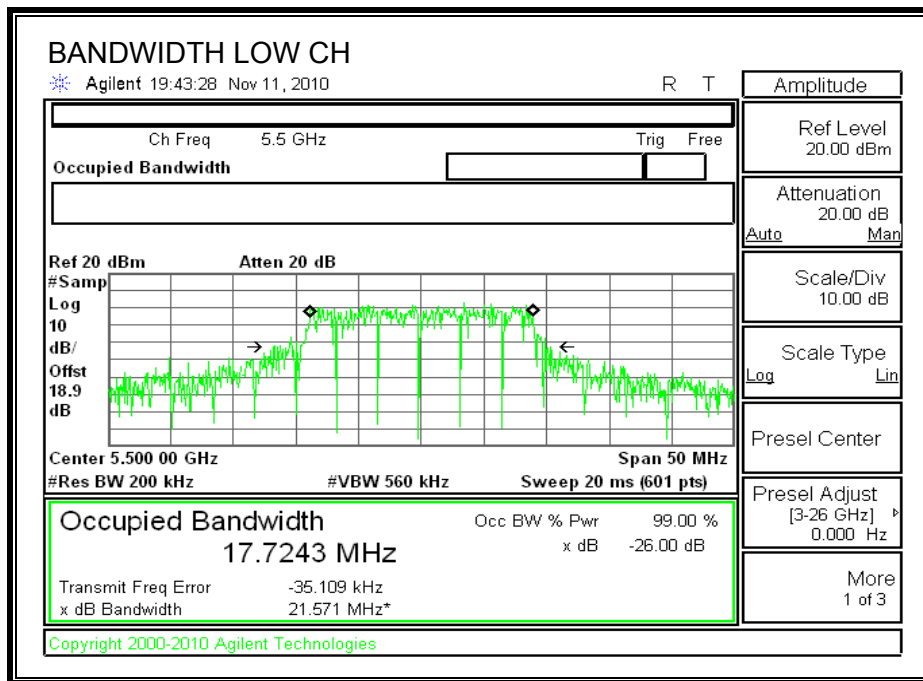 BANDWIDTH LOW CH
Agilent 19:43:28 Nov 11, 2010 R T
Ch Freq 5.5 GHz Trig Free
Occupied Bandwidth
Ref 20 dBm Atten 20 dB
#Samp
Log
10
dB/
Offst
18.9
dB
Center 5.500 00 GHz Span 50 MHz
#Res BW 200 kHz #VBW 560 kHz Sweep 20 ms (601 pts)
Occupied Bandwidth Occ BW % Pwr 99.00 %
17.7243 MHz x dB -26.00 dB
Transmit Freq Error -35.109 kHz
x dB Bandwidth 21.571 MHz*
Copyright 2000-2010 Agilent Technologies
Amplitude
Ref Level
20.00 dBm
Attenuation
20.00 dB
Auto Man
Scale/Div
10.00 dB
Scale Type
Log Lin
Presel Center
Presel Adjust
[3-26 GHz]
0.000 Hz
More
1 of 3